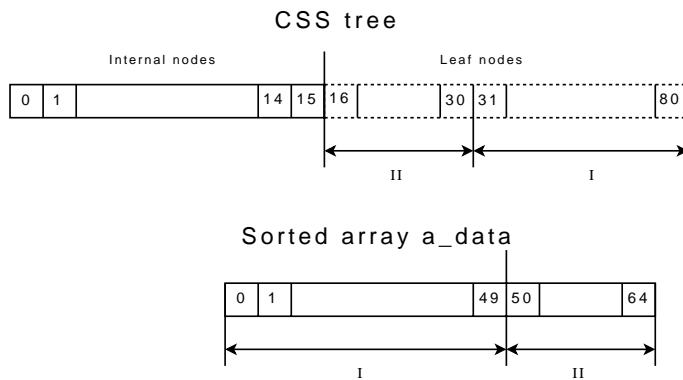 CSS tree
Internal nodes Leaf nodes
0 1 14 15 16 30 31 80
II I
Sorted array a_data
0 1 49 50 64
I II